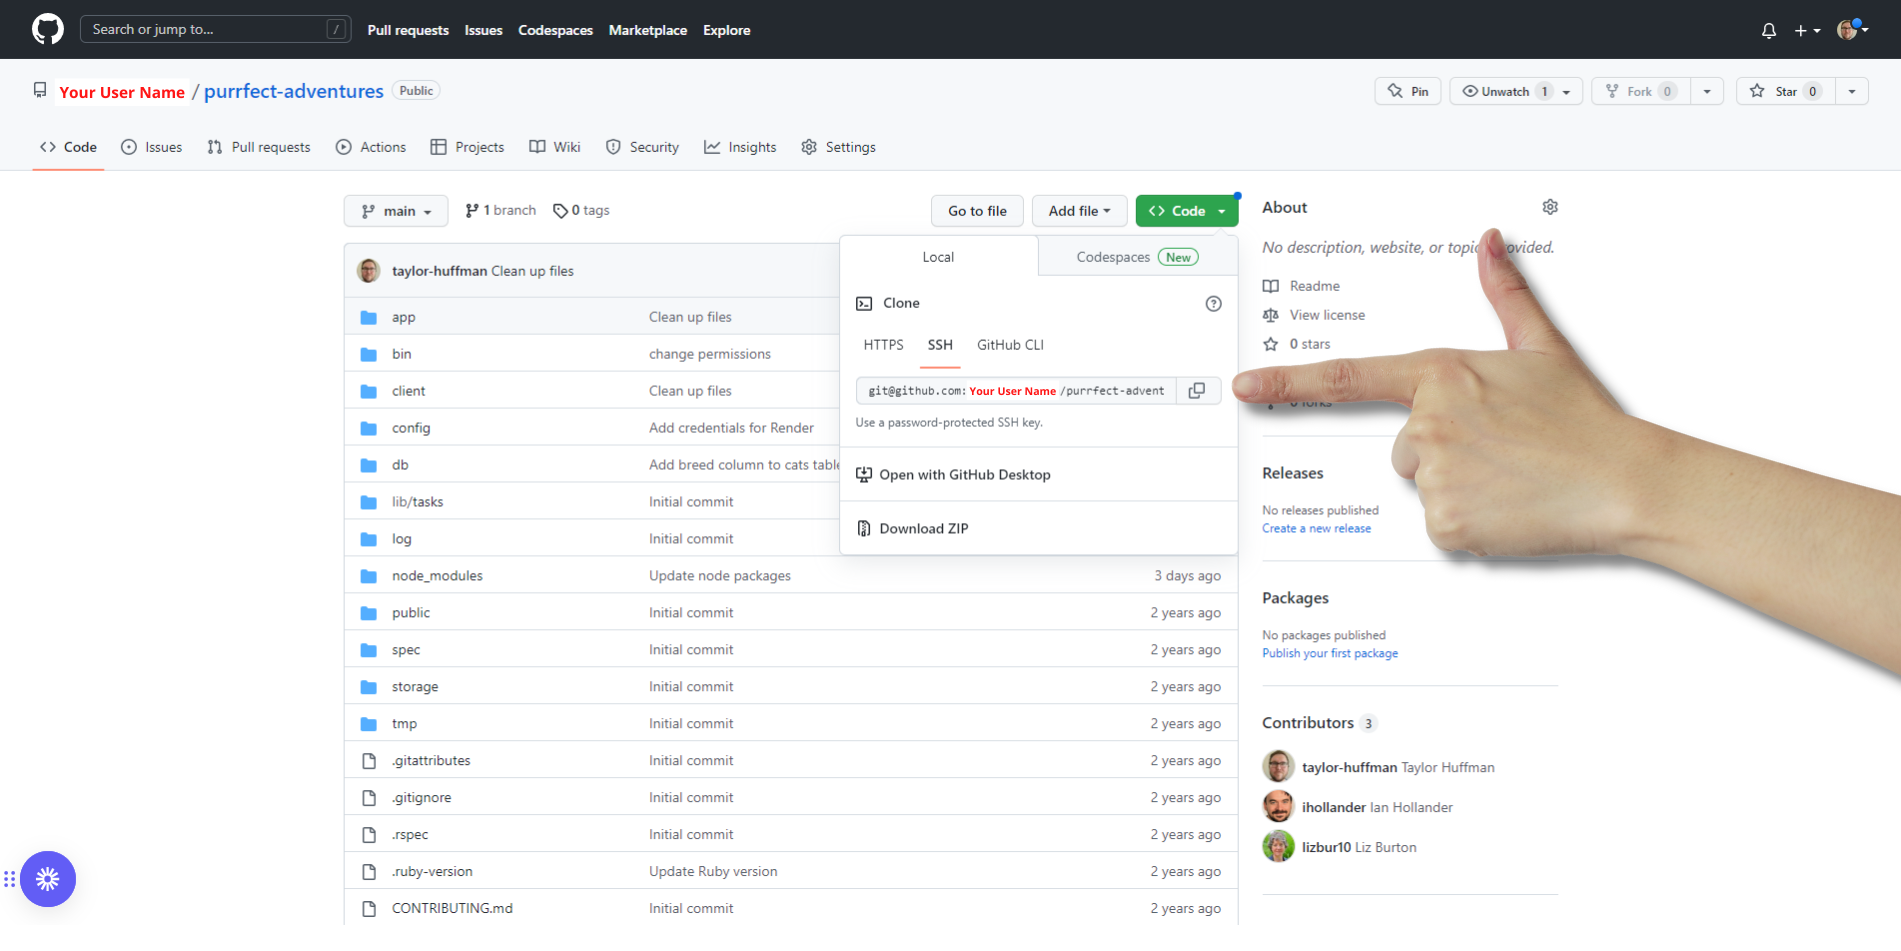 Search or jump to... /
Pull requests Issues Codespaces Marketplace Explore
Your User Name / purrfect-adventures Public
Pin Unwatch 1 Fork 0 Star 0
Code Issues Pull requests Actions Projects Wiki Security Insights Settings
main 1 branch 0 tags Go to file Add file Code
taylor-huffman Clean up files
app Clean up files
bin change permissions
client Clean up files
config Add credentials for Render
db Add breed column to cats table
lib/tasks Initial commit
log Initial commit
node_modules Update node packages 3 days ago
public Initial commit 2 years ago
spec Initial commit 2 years ago
storage Initial commit 2 years ago
tmp Initial commit 2 years ago
.gitattributes Initial commit 2 years ago
.gitignore Initial commit 2 years ago
.rspec Initial commit 2 years ago
.ruby-version Update Ruby version 2 years ago
CONTRIBUTING.md Initial commit 2 years ago
Local Codespaces New
Clone
HTTPS SSH GitHub CLI
git@github.com: Your User Name /purrfect-advent
Use a password-protected SSH key.
Open with GitHub Desktop
Download ZIP
About
No description, website, or topics provided.
Readme
View license
0 stars
0 forks
Releases
No releases published
Create a new release
Packages
No packages published
Publish your first package
Contributors 3
taylor-huffman Taylor Huffman
ihollander Ian Hollander
lizbur10 Liz Burton